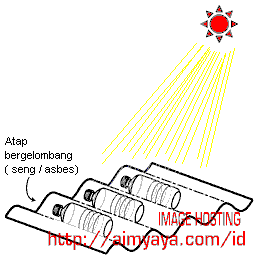 Atap
bergelombang
( seng / asbes)
IMAGE HOSTING
http://aimyaya.com/id